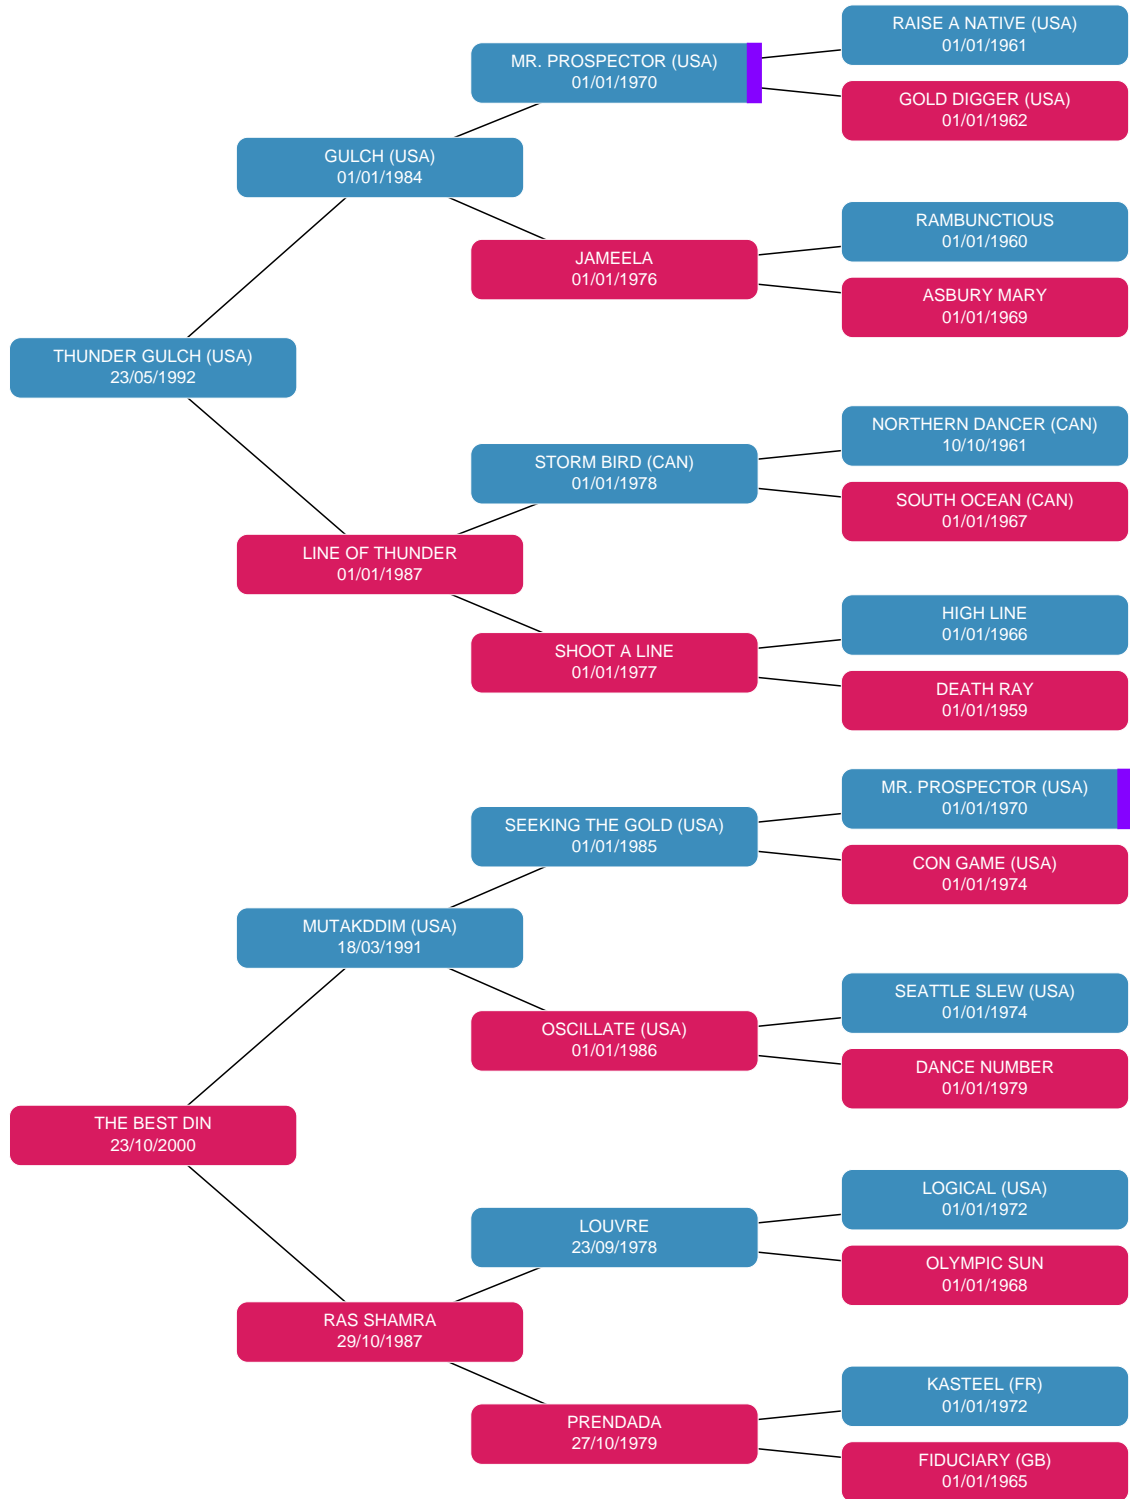 RAISE A NATIVE (USA)
01/01/1961
MR. PROSPECTOR (USA)
01/01/1970
GOLD DIGGER (USA)
01/01/1962
GULCH (USA)
01/01/1984
RAMBUNCTIOUS
01/01/1960
JAMEELA
01/01/1976
ASBURY MARY
01/01/1969
THUNDER GULCH (USA)
23/05/1992
NORTHERN DANCER (CAN)
10/10/1961
STORM BIRD (CAN)
01/01/1978
SOUTH OCEAN (CAN)
01/01/1967
LINE OF THUNDER
01/01/1987
HIGH LINE
01/01/1966
SHOOT A LINE
01/01/1977
DEATH RAY
01/01/1959
MR. PROSPECTOR (USA)
01/01/1970
SEEKING THE GOLD (USA)
01/01/1985
CON GAME (USA)
01/01/1974
MUTAKDDIM (USA)
18/03/1991
SEATTLE SLEW (USA)
01/01/1974
OSCILLATE (USA)
01/01/1986
DANCE NUMBER
01/01/1979
THE BEST DIN
23/10/2000
LOGICAL (USA)
01/01/1972
LOUVRE
23/09/1978
OLYMPIC SUN
01/01/1968
RAS SHAMRA
29/10/1987
KASTEEL (FR)
01/01/1972
PRENDADA
27/10/1979
FIDUCIARY (GB)
01/01/1965